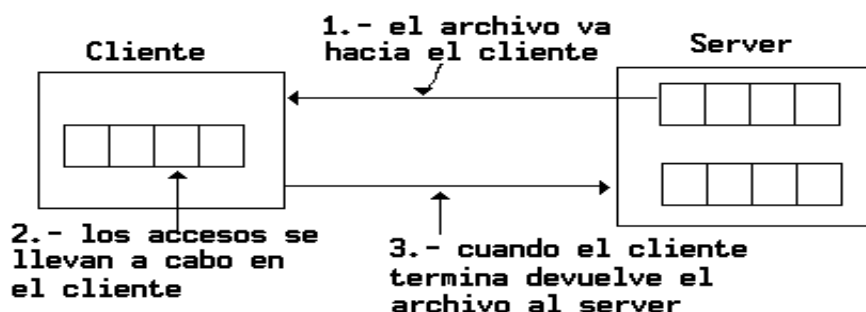 Cliente
1.- el archivo va
hacia el cliente
Server
2.- los accesos se
llevan a cabo en
el cliente
3.- cuando el cliente
termina devuelve el
archivo al server